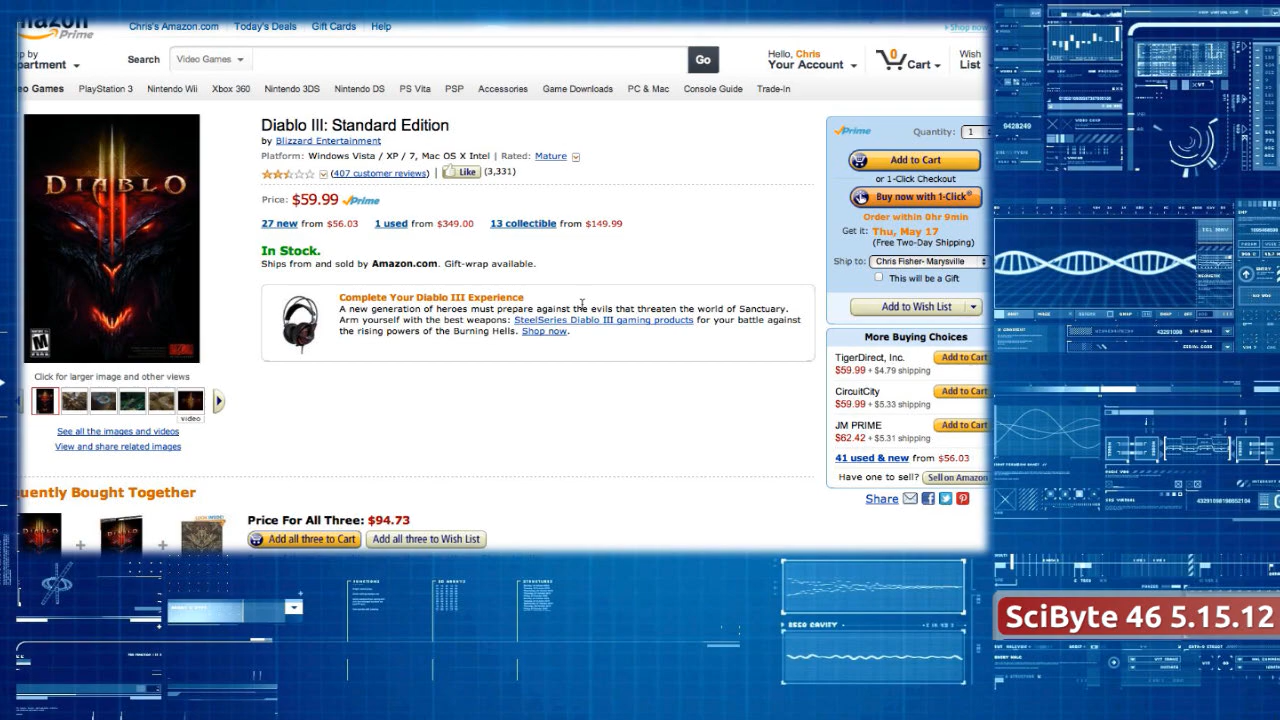 Prime
Chris's Amazon.com Today's Deals Gift Cards Help
Shop now
Search Video Games Go
Hello, Chris
Your Account
0 Cart
Wish List
PlayStation 3 Nintendo Wii Xbox 360 Nintendo 3DS Nintendo DS PS Vita PSP Accessories Game Downloads PC & Mac Console Guide Trade-In
DIABLO
III
Diablo III: Standard Edition
by Blizzard Entertainment
Platform: Windows Vista / XP / 7, Mac OS X Intel | Rated: Mature
(407 customer reviews) | Like (3,331)
Price: $59.99 Prime
27 new from $56.03 1 used from $349.00 13 collectible from $149.99
In Stock.
Ships from and sold by Amazon.com. Gift-wrap available.
Complete Your Diablo III Experience
A new generation of heroes must prepare against the evils that threaten the world of Sanctuary.
Arm yourself with the best weapons: SteelSeries Diablo III gaming products for your battle against
the rising powers of the Burning Hells. Shop now.
Click for larger image and other views
video
See all the images and videos
View and share related images
Prime Quantity: 1
Add to Cart
or 1-Click Checkout
Buy now with 1-Click®
Order within 0hr 9min
Get it: Thu, May 17
(Free Two-Day Shipping)
Ship to: Chris Fisher- Marysville
This will be a Gift
Add to Wish List
More Buying Choices
TigerDirect, Inc. Add to Cart
$59.99 + $4.79 shipping
CircuitCity Add to Cart
$59.99 + $5.33 shipping
JM PRIME Add to Cart
$62.42 + $5.31 shipping
41 used & new from $56.03
Have one to sell? Sell on Amazon
Share
Bought Together
Price For All Three: $94.73
Add all three to Cart Add all three to Wish List
9428249
SciByte 46 5.15.12